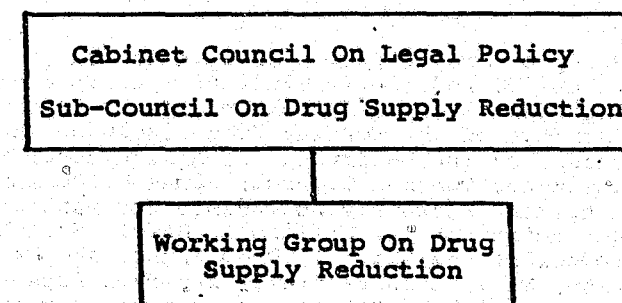 Cabinet Council On Legal Policy
Sub-Council On Drug Supply Reduction
Working Group On Drug
Supply Reduction